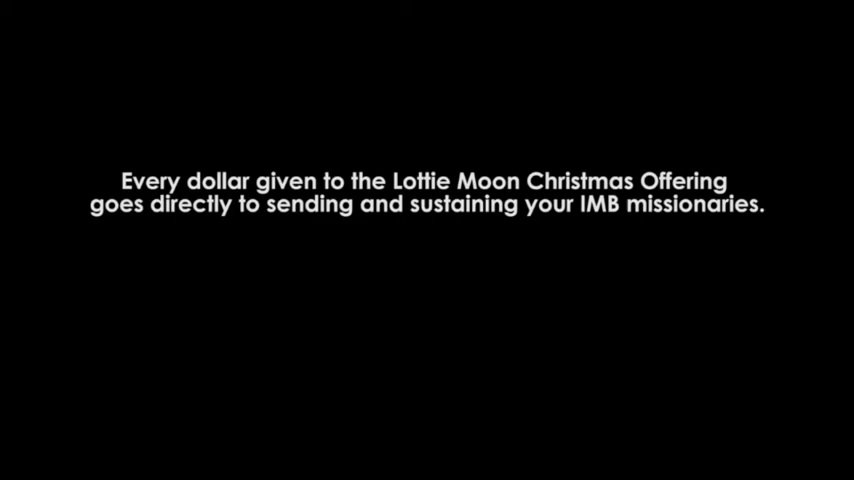 Every dollar given to the Lottie Moon Christmas Offering
goes directly to sending and sustaining your IMB missionaries.